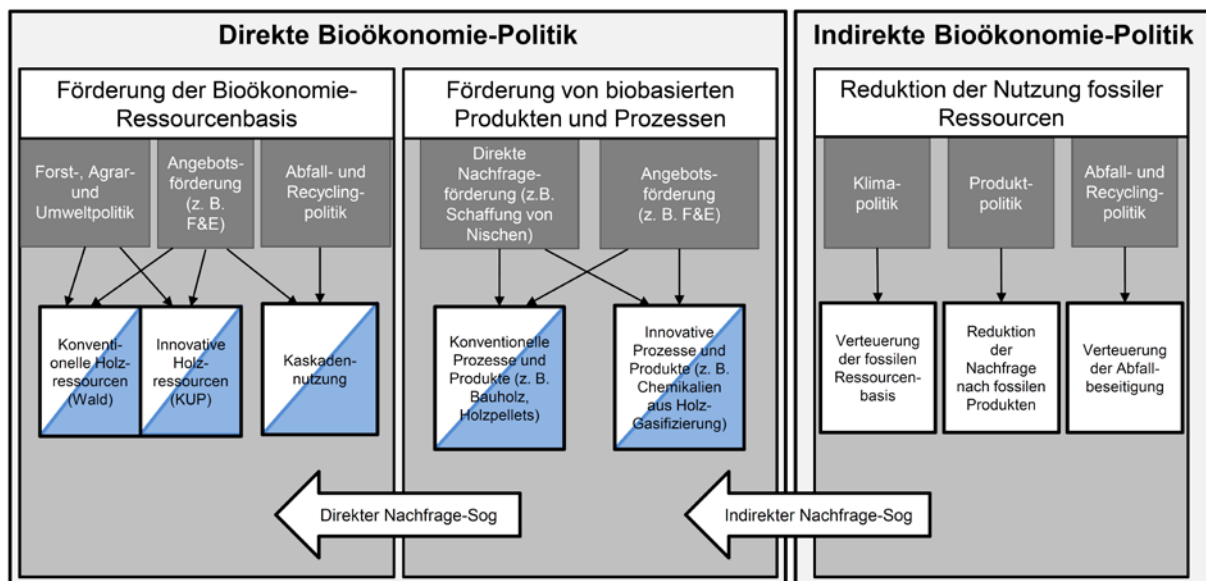 Direkte Bioökonomie-Politik
Förderung der Bioökonomie-
Ressourcenbasis
Forst-, Agrar-
und
Umweltpolitik
Angebots-
förderung
(z. B.
F&E)
Abfall- und
Recycling-
politik
Konventi-
onelle Holz-
ressourcen
(Wald)
Innovative
Holz-
ressourcen
(KUP)
Kaskaden-
nutzung
Direkter Nachfrage-Sog
Förderung von biobasierten
Produkten und Prozessen
Direkte
Nachfrage-
förderung (z.B.
Schaffung von
Nischen)
Angebots-
förderung
(z. B. F&E)
Konventionelle
Prozesse und
Produkte (z. B.
Bauholz,
Holzpellets)
Innovative
Prozesse und
Produkte (z. B.
Chemikalien
aus Holz-
Gasifizierung)
Indirekter Nachfrage-Sog
Indirekte Bioökonomie-Politik
Reduktion der Nutzung fossiler
Ressourcen
Klima-
politik
Produkt-
politik
Abfall- und
Recycling-
politik
Verteuerung
der fossilen
Ressourcen-
basis
Reduktion
der
Nachfrage
nach fossilen
Produkten
Verteuerung
der Abfall-
beseitigung